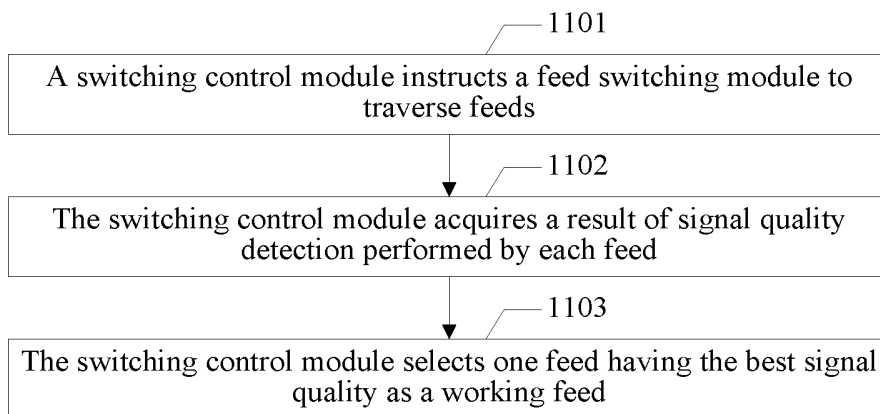 1101
A switching control module instructs a feed switching module to
traverse feeds
1102
The switching control module acquires a result of signal quality
detection performed by each feed
1103
The switching control module selects one feed having the best signal
quality as a working feed